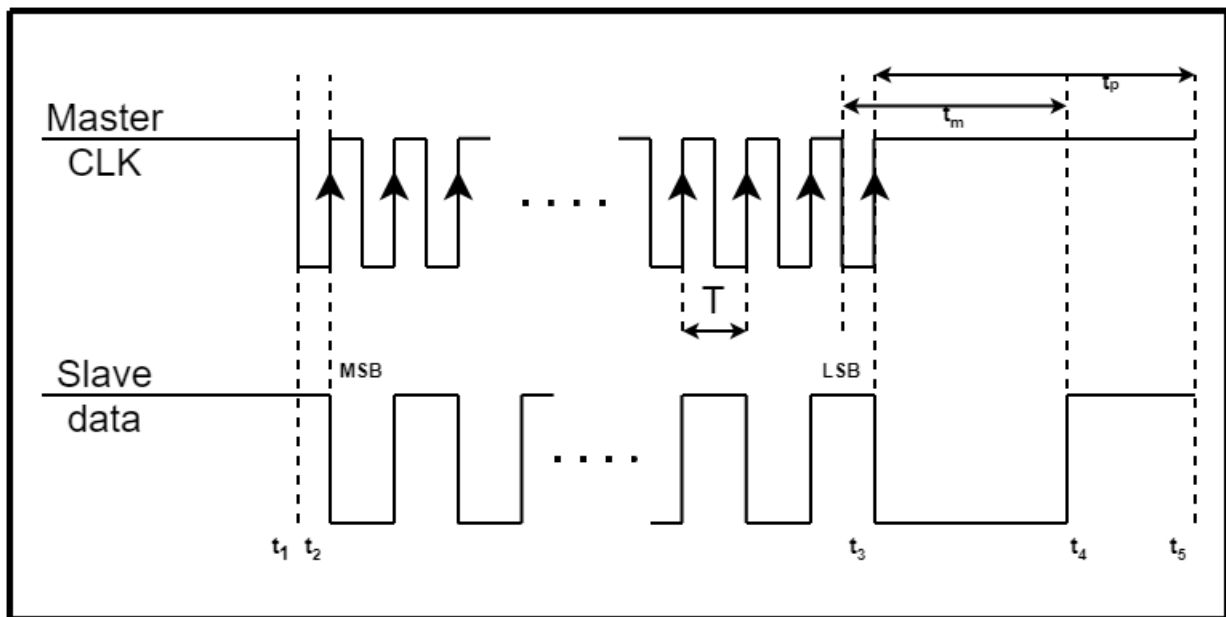 tₚ
tₘ
Master
CLK
. . . .
T
MSB
LSB
Slave
data
. . . .
t₁
t₂
t₃
t₄
t₅